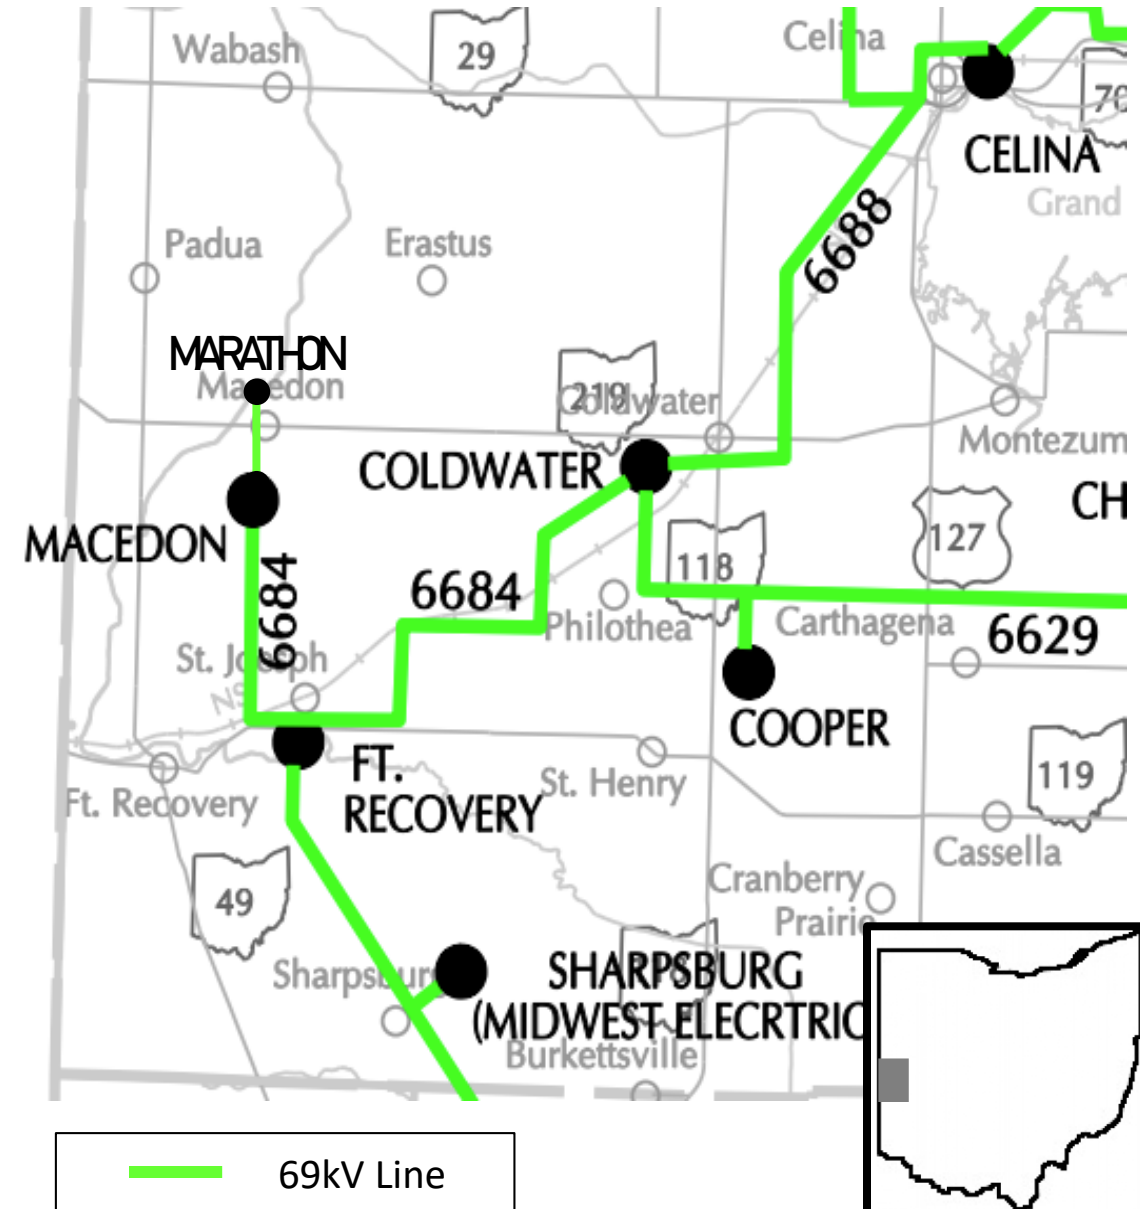 Wabash
29
Celina
70
CELINA
Grand
6688
Padua
Erastus
MARATHON
Macedon
219
Coldwater
Montezum
COLDWATER
CH
MACEDON
6684
6684
118
127
Philothea
Carthagena
6629
St. Joseph
NS
COOPER
FT.
RECOVERY
St. Henry
119
Ft. Recovery
Cassella
49
Cranberry
Prairie
Sharpsburg
SHARPSBURG
(MIDWEST ELECRTRIC
Burkettsville
69kV Line